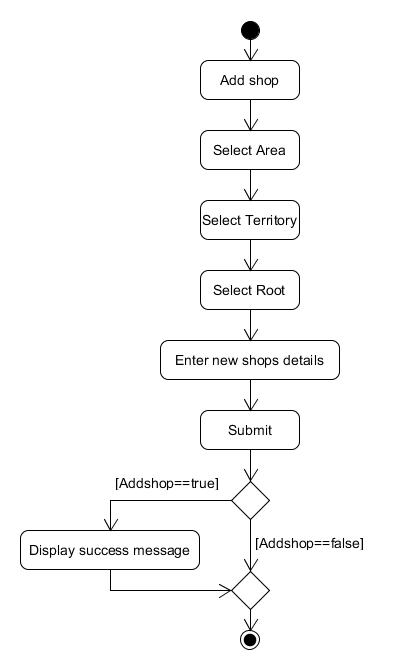 Add shop
Select Area
Select Territory
Select Root
Enter new shops details
Submit
[Addshop==true]
[Addshop==false]
Display success message